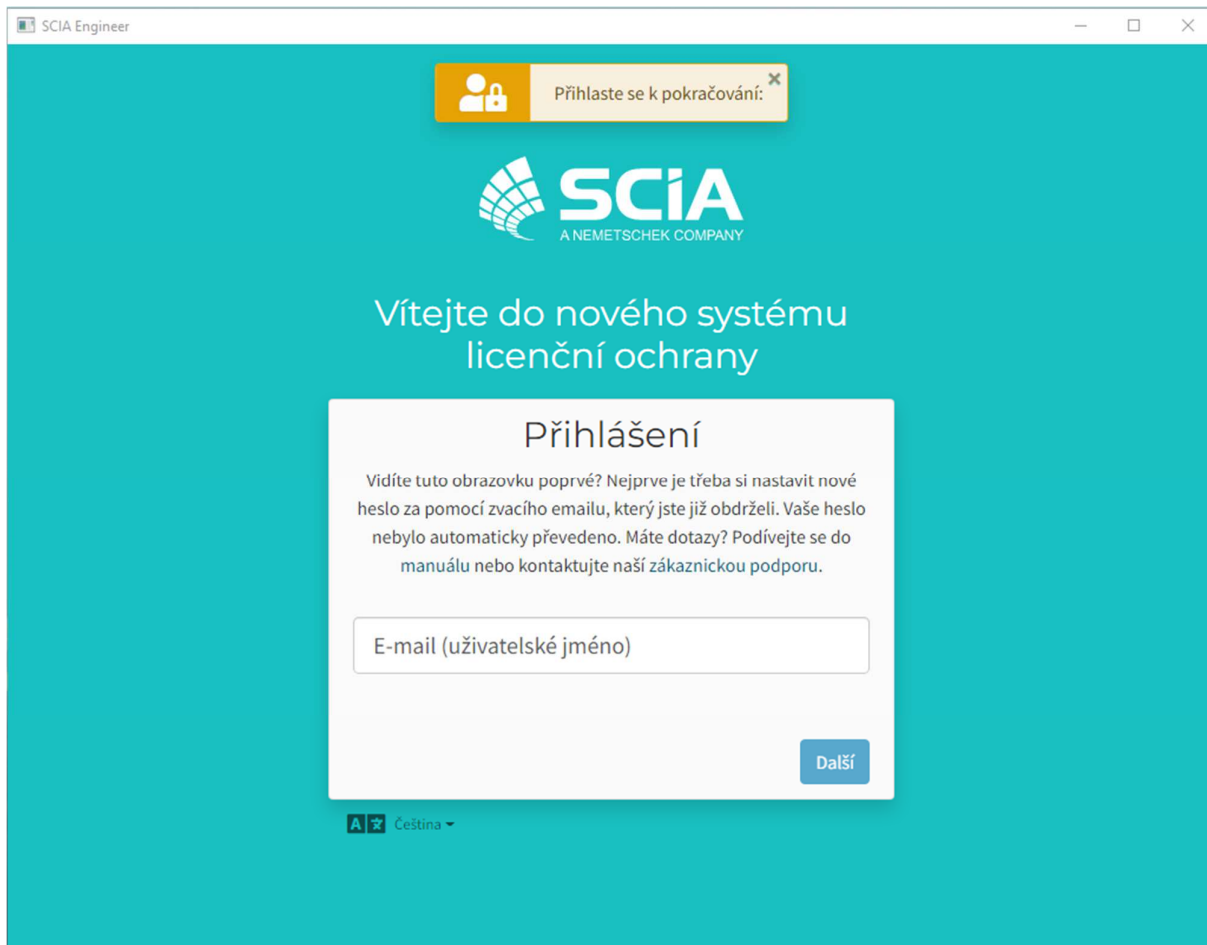 SCIA Engineer
Přihlaste se k pokračování:
SCiA
A NEMETSCHEK COMPANY
Vítejte do nového systému
licenční ochrany
Přihlášení
Vidíte tuto obrazovku poprvé? Nejprve je třeba si nastavit nové
heslo za pomocí zvacího emailu, který jste již obdrželi. Vaše heslo
nebylo automaticky převedeno. Máte dotazy? Podívejte se do
manuálu nebo kontaktujte naší zákaznickou podporu.
E-mail (uživatelské jméno)
Další
Čeština